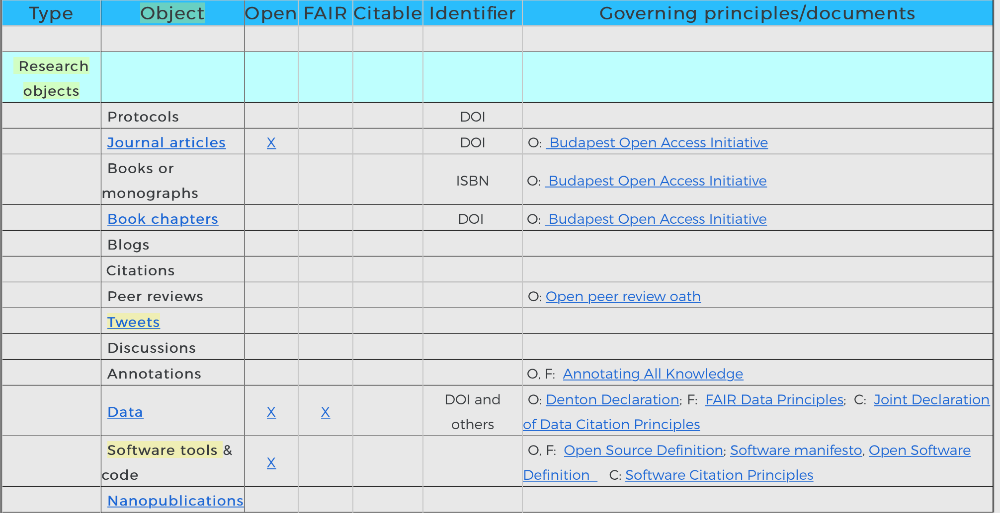 Type Object Open FAIR Citable Identifier Governing principles/documents
Research
objects
Protocols DOI
Journal articles X DOI O: Budapest Open Access Initiative
Books or
monographs ISBN O: Budapest Open Access Initiative
Book chapters DOI O: Budapest Open Access Initiative
Blogs
Citations
Peer reviews O: Open peer review oath
Tweets
Discussions
Annotations O, F: Annotating All Knowledge
Data X X DOI and others O: Denton Declaration; F: FAIR Data Principles; C: Joint Declaration
of Data Citation Principles
Software tools & code X O, F: Open Source Definition; Software manifesto, Open Software
Definition C: Software Citation Principles
Nanopublications